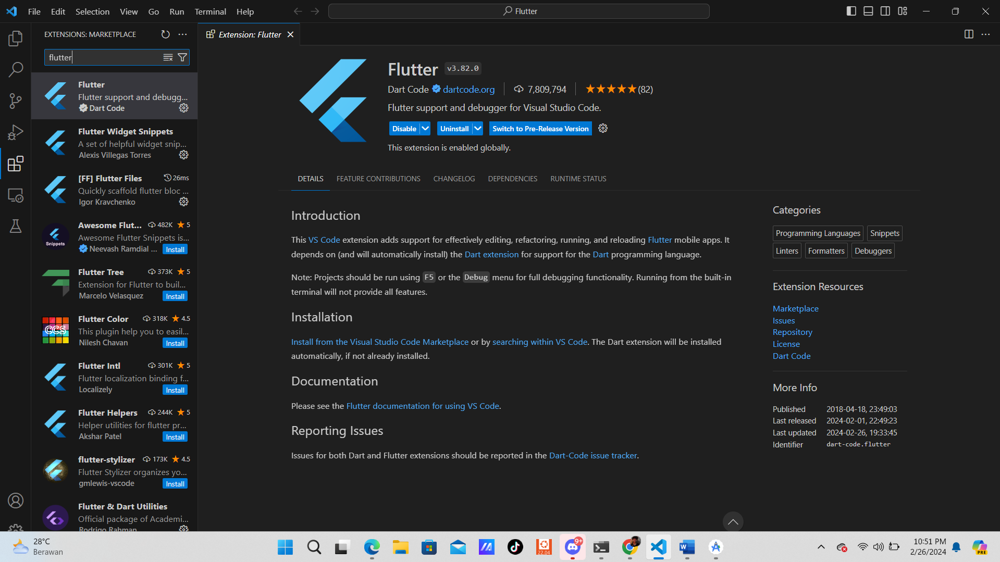 File Edit Selection View Go Run Terminal Help
Flutter
EXTENSIONS: MARKETPLACE
flutter
Flutter
Flutter support and debugg...
Dart Code
Flutter Widget Snippets
A set of helpful widget snip...
Alexis Villegas Torres
[FF] Flutter Files 26ms
Quickly scaffold flutter bloc ...
Igor Kravchenko
Awesome Flut... 482K 5
Awesome Flutter Snippets is...
Neevash Ramdial ... Install
Snippets
Flutter Tree 373K 5
Extension for Flutter to buil...
Marcelo Velasquez Install
Flutter Color 318K 4.5
This plugin help you to easil...
Nilesh Chavan Install
CCS
Flutter Intl 301K 5
Flutter localization binding f...
Localizely Install
Flutter Helpers 244K 5
Helper utilities for flutter pr...
Akshar Patel Install
flutter-stylizer 173K 4.5
Flutter Stylizer organizes yo...
gmlewis-vscode Install
Flutter & Dart Utilities
Official package of Academi...
Rodrigo Rahman
Extension: Flutter
Flutter v3.82.0
Dart Code dartcode.org 7,809,794 (82)
Flutter support and debugger for Visual Studio Code.
Disable Uninstall Switch to Pre-Release Version
This extension is enabled globally.
DETAILS FEATURE CONTRIBUTIONS CHANGELOG DEPENDENCIES RUNTIME STATUS
Introduction
This VS Code extension adds support for effectively editing, refactoring, running, and reloading Flutter mobile apps. It
depends on (and will automatically install) the Dart extension for support for the Dart programming language.
Note: Projects should be run using F5 or the Debug menu for full debugging functionality. Running from the built-in
terminal will not provide all features.
Installation
Install from the Visual Studio Code Marketplace or by searching within VS Code. The Dart extension will be installed
automatically, if not already installed.
Documentation
Please see the Flutter documentation for using VS Code.
Reporting Issues
Issues for both Dart and Flutter extensions should be reported in the Dart-Code issue tracker.
Categories
Programming Languages Snippets
Linters Formatters Debuggers
Extension Resources
Marketplace
Issues
Repository
License
Dart Code
More Info
Published 2018-04-18, 23:49:03
Last released 2024-02-01, 22:49:23
Last updated 2024-02-26, 19:33:45
Identifier dart-code.flutter
28°C
Berawan
22.04
9+
W
10:51 PM
2/26/2024
PRE